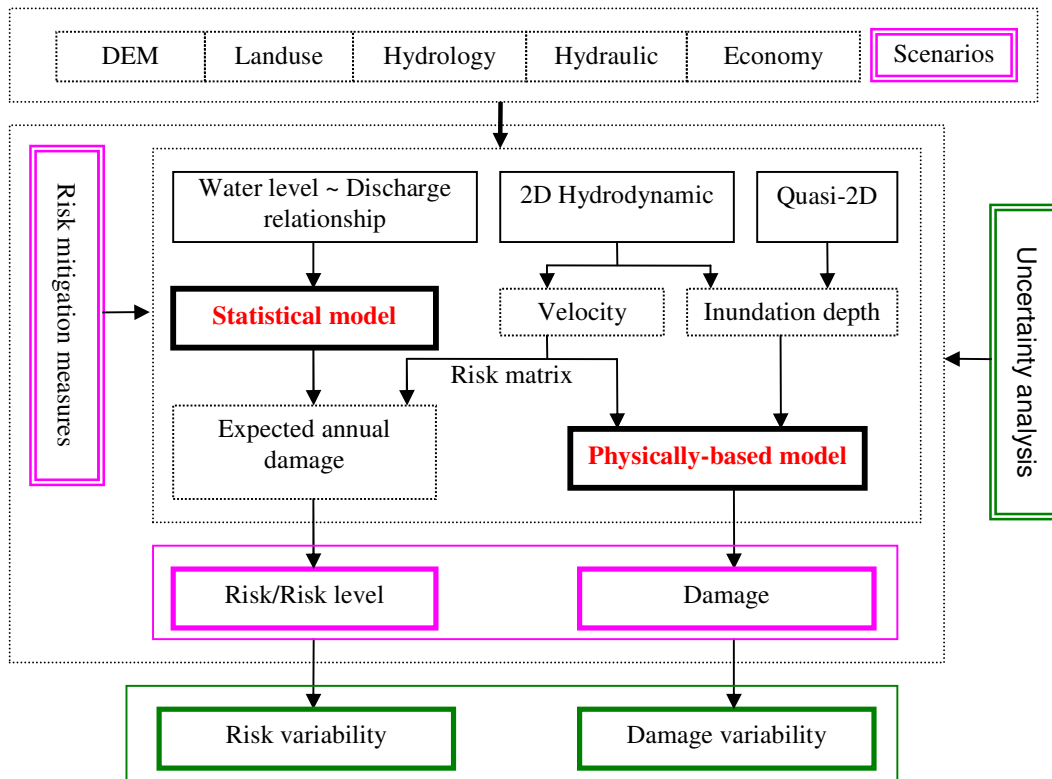 DEM
Landuse
Hydrology
Hydraulic
Economy
Scenarios
Risk mitigation measures
Water level ~ Discharge
relationship
2D Hydrodynamic
Quasi-2D
Statistical model
Velocity
Inundation depth
Risk matrix
Expected annual
damage
Physically-based model
Uncertainty analysis
Risk/Risk level
Damage
Risk variability
Damage variability